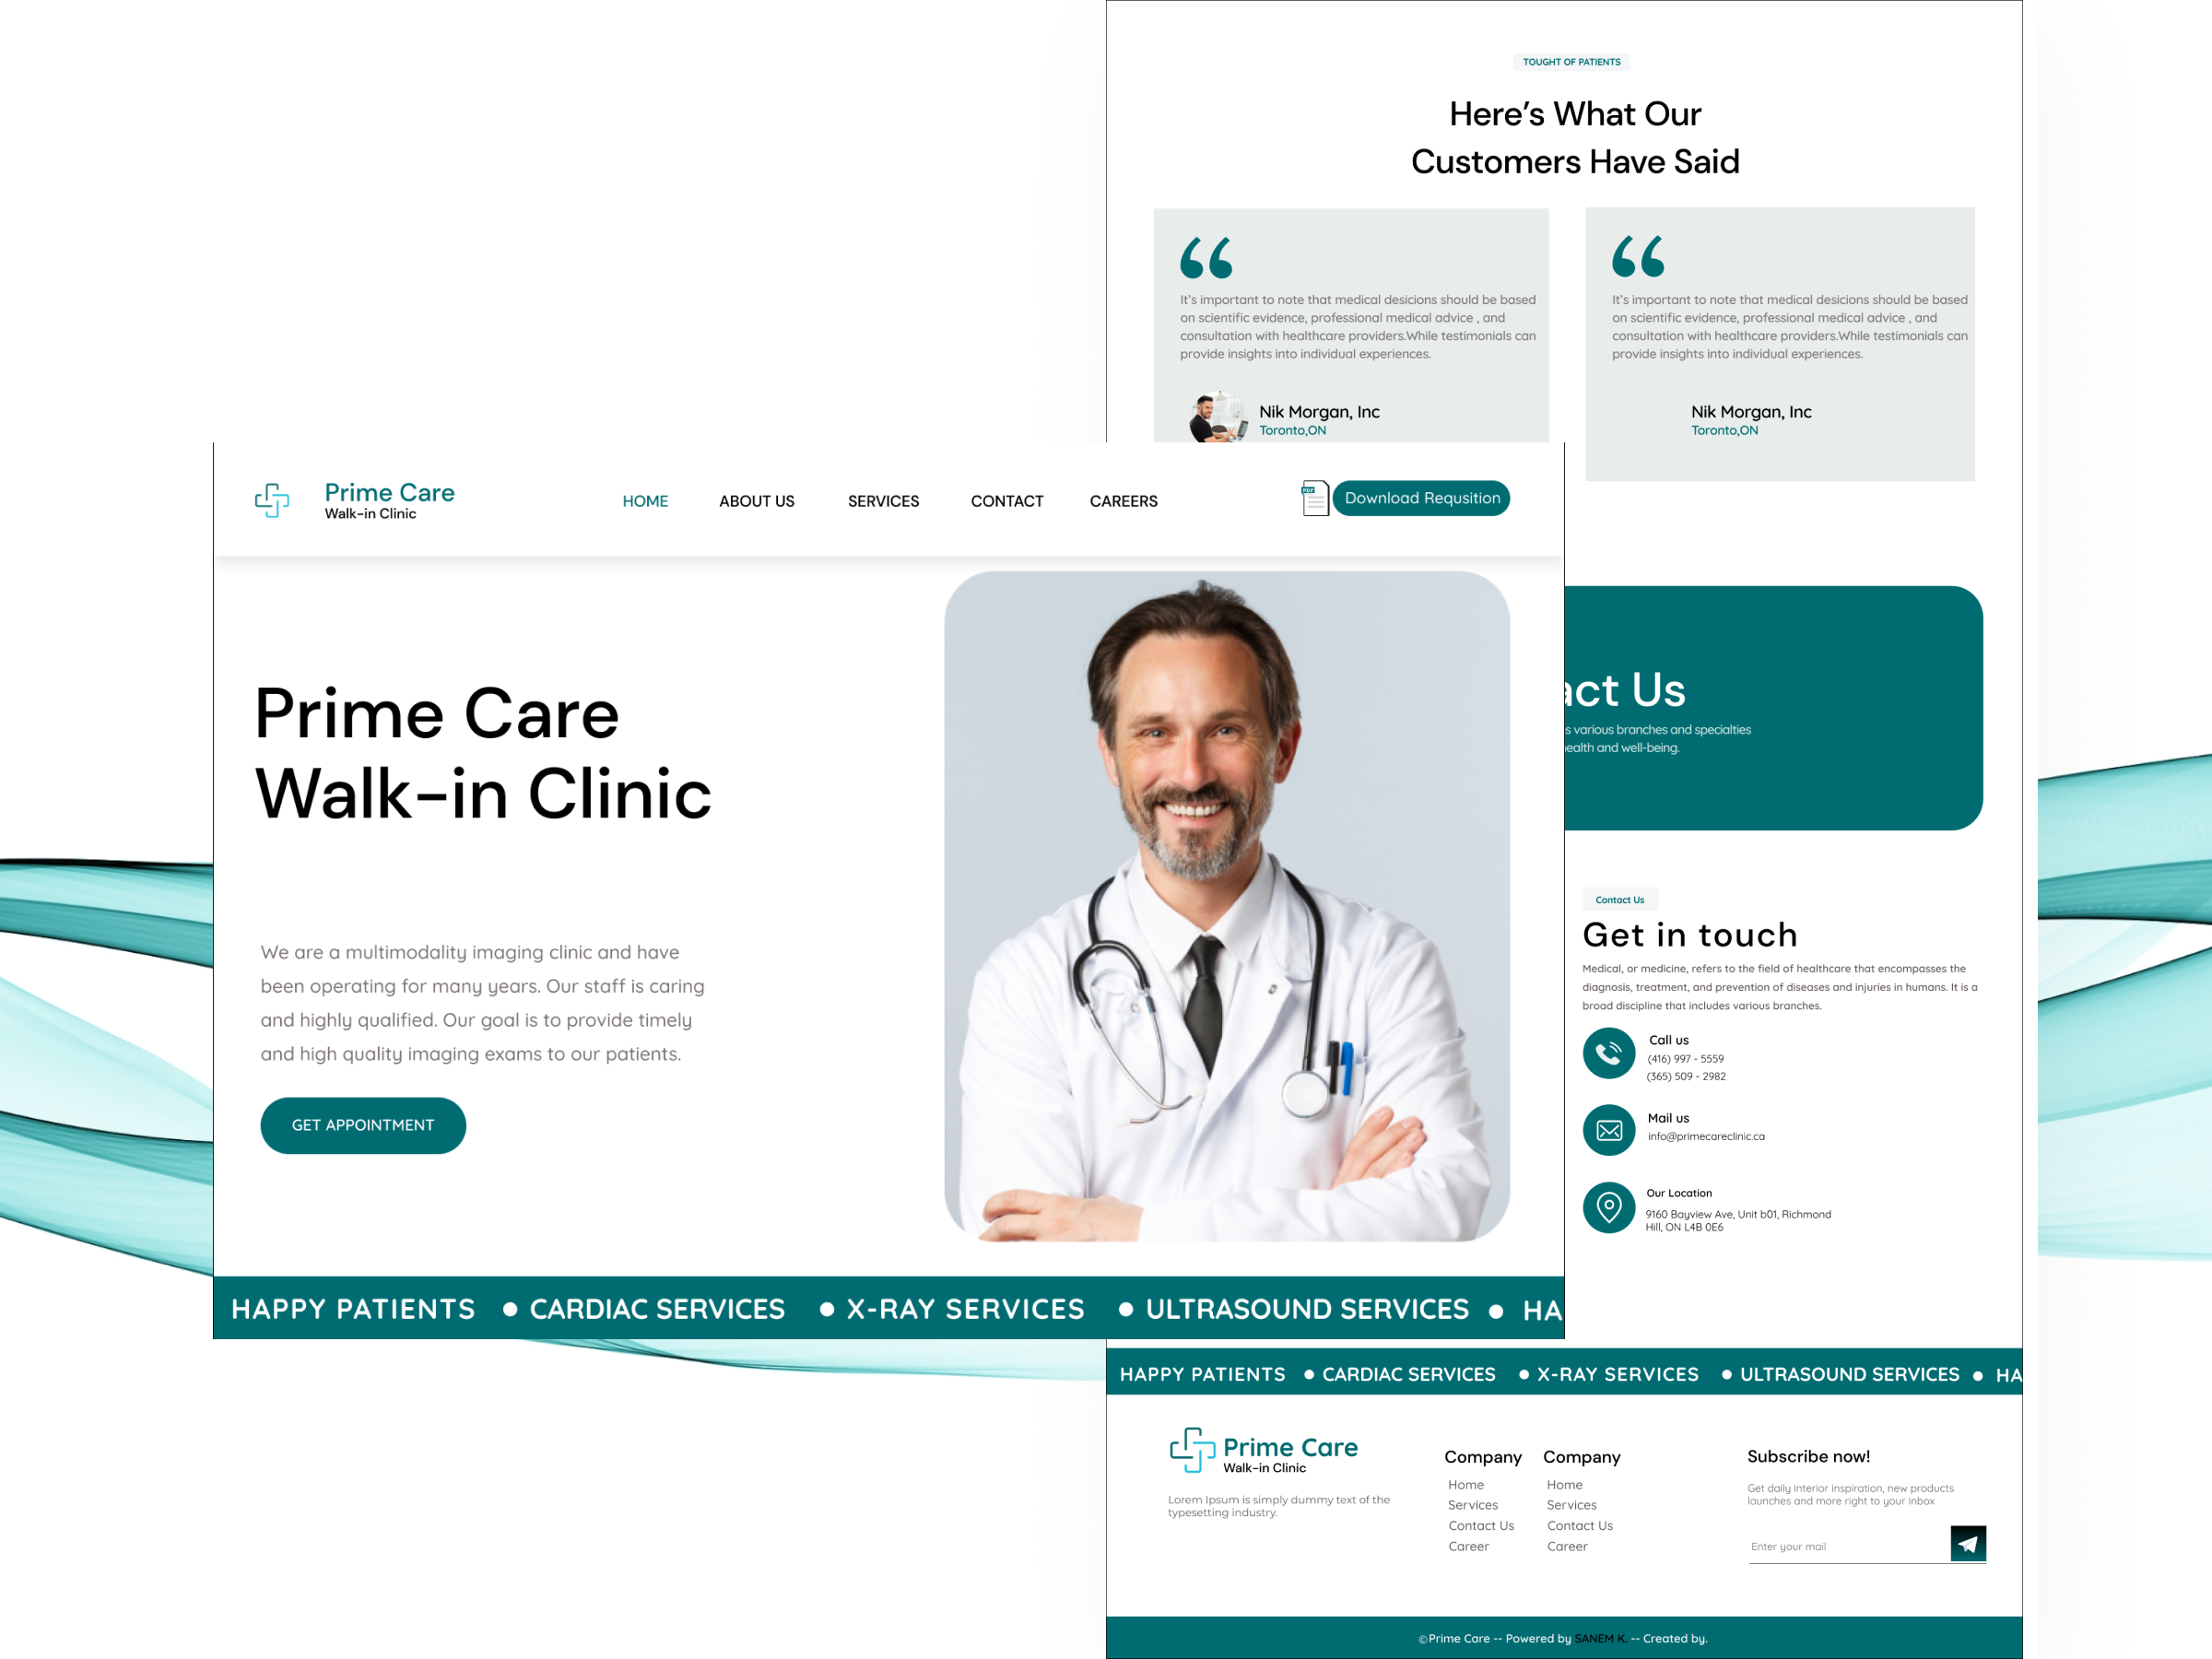 TOUGHT OF PATIENTS
Here's What Our
Customers Have Said
It's important to note that medical desicions should be based
on scientific evidence, professional medical advice , and
consultation with healthcare providers.While testimonials can
provide insights into individual experiences.
Nik Morgan, Inc
Toronto,ON
It's important to note that medical desicions should be based
on scientific evidence, professional medical advice , and
consultation with healthcare providers.While testimonials can
provide insights into individual experiences.
Nik Morgan, Inc
Toronto,ON
Prime Care
Walk-in Clinic
HOME ABOUT US SERVICES CONTACT CAREERS
PDF
Download Requsition
Prime Care
Walk-in Clinic
We are a multimodality imaging clinic and have
been operating for many years. Our staff is caring
and highly qualified. Our goal is to provide timely
and high quality imaging exams to our patients.
GET APPOINTMENT
HAPPY PATIENTS ● CARDIAC SERVICES ● X-RAY SERVICES ● ULTRASOUND SERVICES ● HA
act Us
s various branches and specialties
ealth and well-being.
Contact Us
Get in touch
Medical, or medicine, refers to the field of healthcare that encompasses the
diagnosis, treatment, and prevention of diseases and injuries in humans. It is a
broad discipline that includes various branches.
Call us
(416) 997 - 5559
(365) 509 - 2982
Mail us
info@primecareclinic.ca
Our Location
9160 Bayview Ave, Unit b01, Richmond
Hill, ON L4B 0E6
HAPPY PATIENTS ● CARDIAC SERVICES ● X-RAY SERVICES ● ULTRASOUND SERVICES ● HA
Prime Care
Walk-in Clinic
Lorem Ipsum is simply dummy text of the
typesetting industry.
Company
Home
Services
Contact Us
Career
Company
Home
Services
Contact Us
Career
Subscribe now!
Get daily interior inspiration, new products
launches and more right to your inbox
Enter your mail
©Prime Care -- Powered by SANEM K. -- Created by.